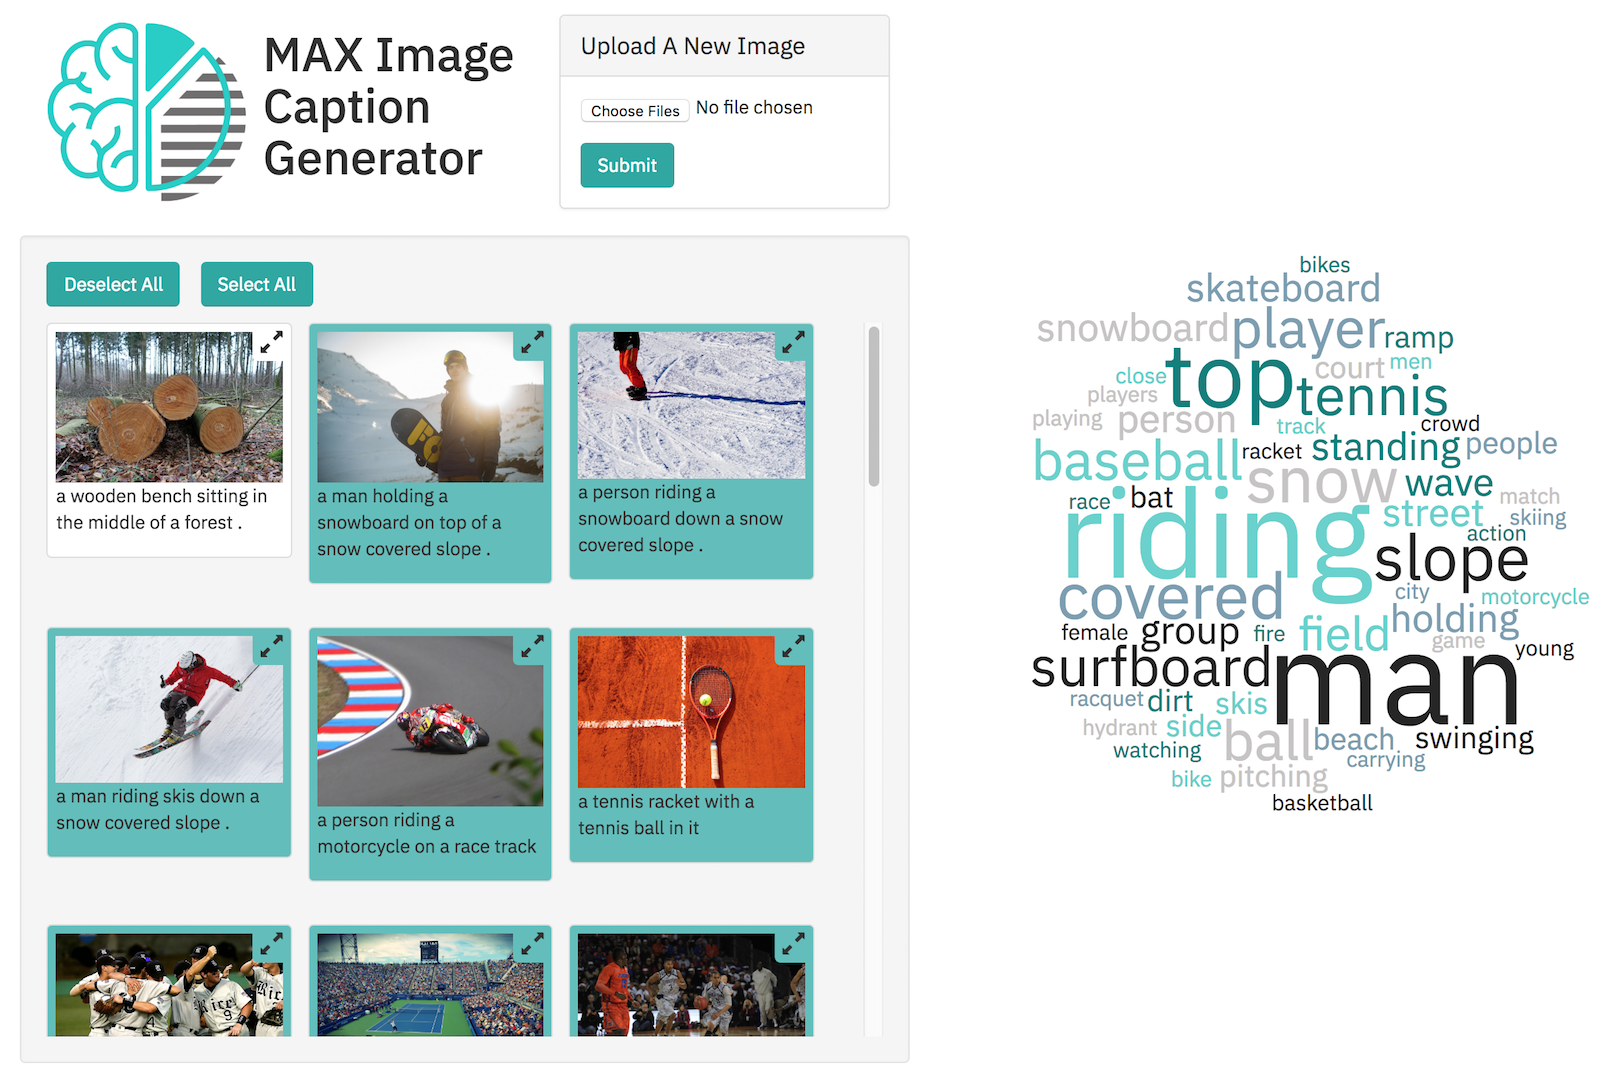 MAX Image
Caption
Generator
Upload A New Image
Choose Files No file chosen
Submit
Deselect All
Select All
a wooden bench sitting in
the middle of a forest .
a man holding a
snowboard on top of a
snow covered slope .
a person riding a
snowboard down a snow
covered slope .
a man riding skis down a
snow covered slope .
a person riding a
motorcycle on a race track
a tennis racket with a
tennis ball in it
Rice
9
bikes
skateboard
snowboard
player
ramp
court
men
close
top
tennis
players
playing
person
track
crowd
baseball
racket
standing
people
snow
wave
race
bat
match
riding
street
skiing
action
slope
covered
city
motorcycle
female
group
fire
field
holding
game
young
surfboard
man
racquet
dirt
skis
hydrant
side
ball
beach
swinging
watching
carrying
bike
pitching
basketball